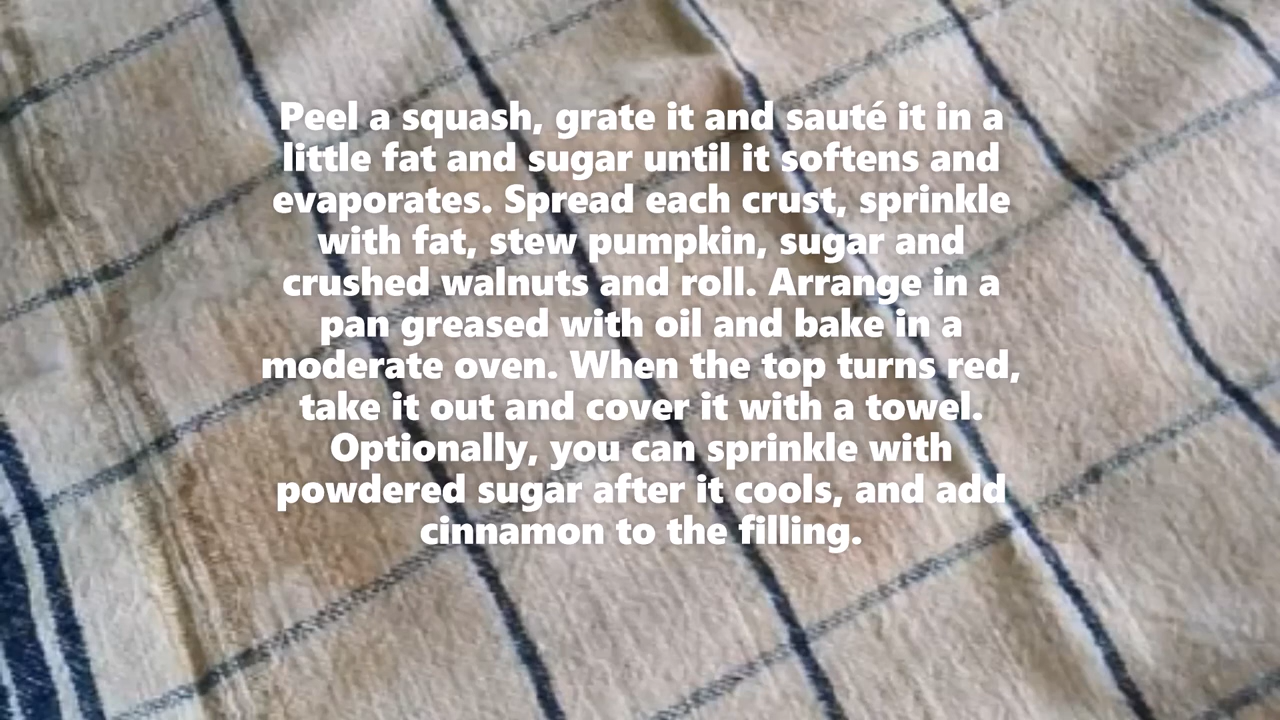 Peel a squash, grate it and sauté it in a
little fat and sugar until it softens and
evaporates. Spread each crust, sprinkle
with fat, stew pumpkin, sugar and
crushed walnuts and roll. Arrange in a
pan greased with oil and bake in a
moderate oven. When the top turns red,
take it out and cover it with a towel.
Optionally, you can sprinkle with
powdered sugar after it cools, and add
cinnamon to the filling.